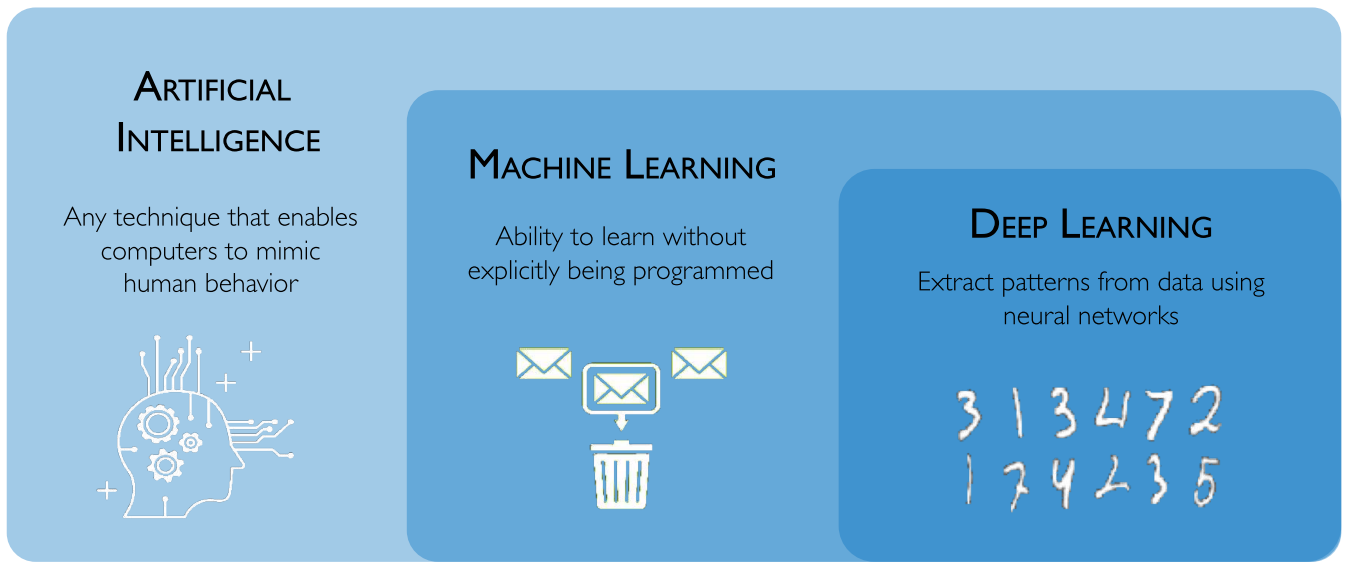 ARTIFICIAL
INTELLIGENCE
Any technique that enables
computers to mimic
human behavior
MACHINE LEARNING
Ability to learn without
explicitly being programmed
DEEP LEARNING
Extract patterns from data using
neural networks
3 1 3 4 7 2
1 7 4 2 3 5